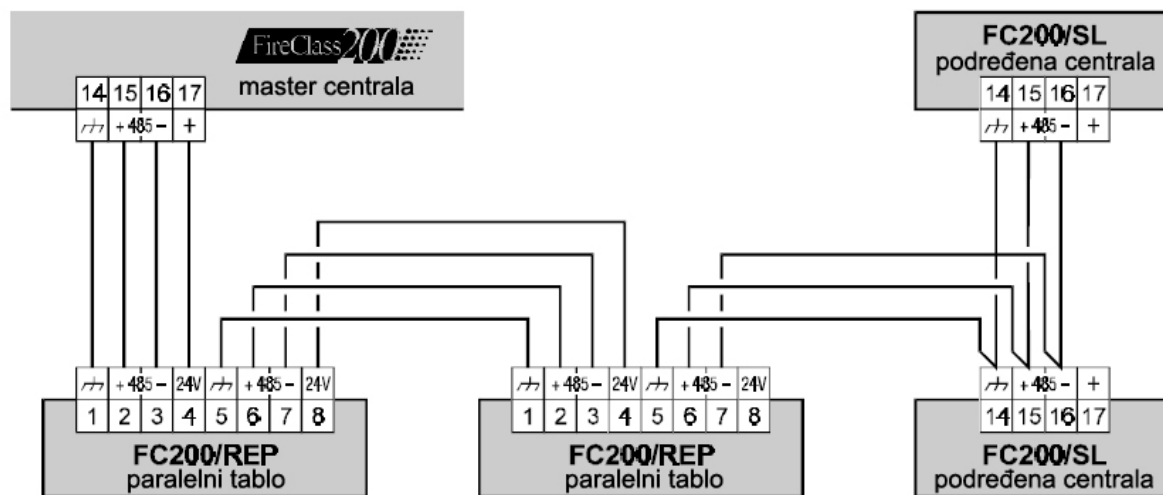 FireClass200
master centrala
14 15 16 17
+ 485 - +
FC200/SL
podređena centrala
14 15 16 17
+ 485 - +
+ 485 - 24V + 485 - 24V
1 2 3 4 5 6 7 8
FC200/REP
paralelni tablo
+ 485 - 24V + 485 - 24V
1 2 3 4 5 6 7 8
FC200/REP
paralelni tablo
+ 485 - +
14 15 16 17
FC200/SL
podređena centrala